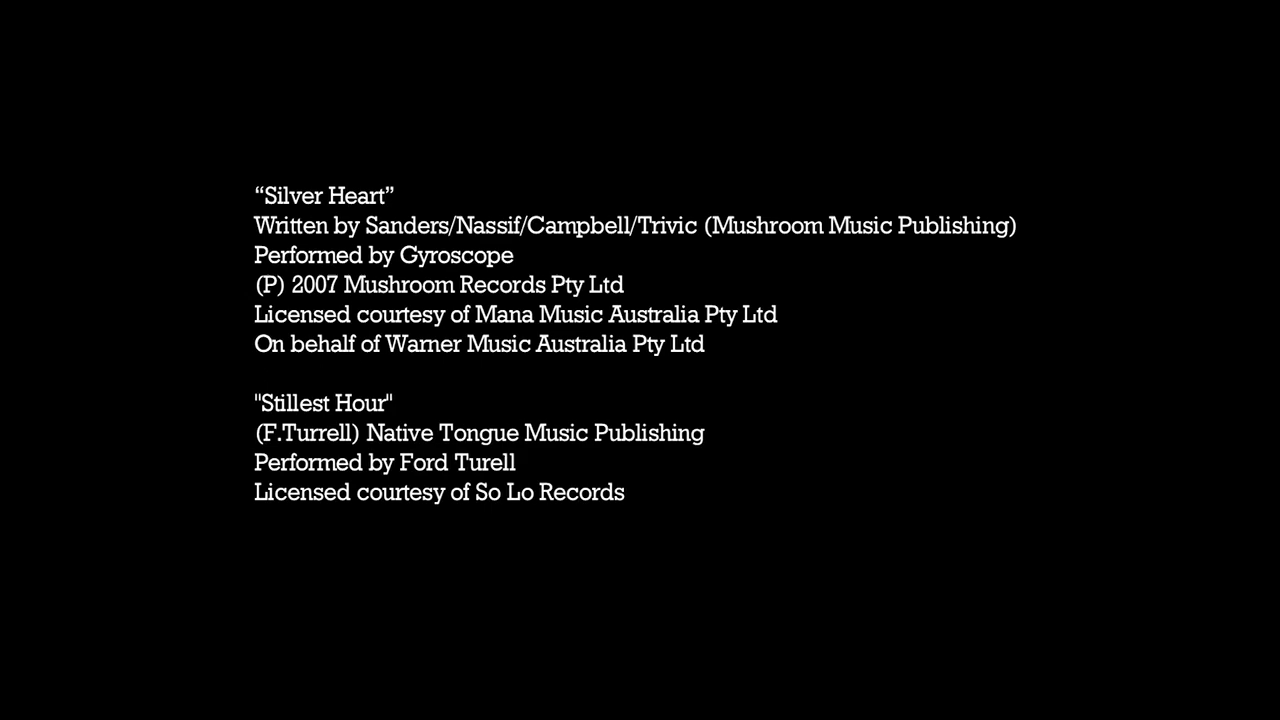 “Silver Heart”
Written by Sanders/Nassif/Campbell/Trivic (Mushroom Music Publishing)
Performed by Gyroscope
(P) 2007 Mushroom Records Pty Ltd
Licensed courtesy of Mana Music Australia Pty Ltd
On behalf of Warner Music Australia Pty Ltd
"Stillest Hour"
(F.Turrell) Native Tongue Music Publishing
Performed by Ford Turell
Licensed courtesy of So Lo Records